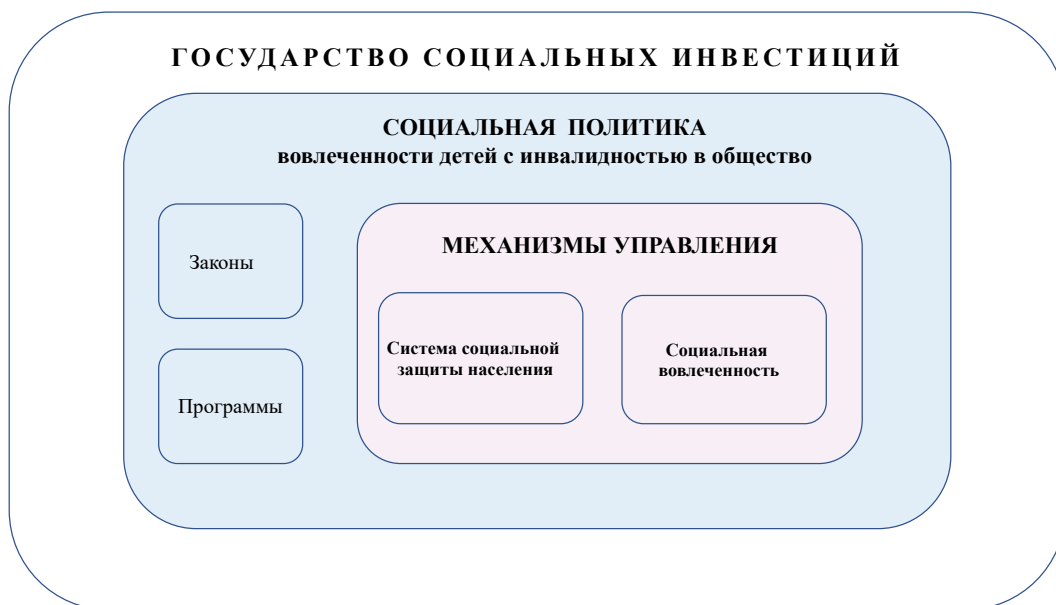 ГОСУДАРСТВО СОЦИАЛЬНЫХ ИНВЕСТИЦИЙ
СОЦИАЛЬНАЯ ПОЛИТИКА
вовлеченности детей с инвалидностью в общество
Законы
Программы
МЕХАНИЗМЫ УПРАВЛЕНИЯ
Система социальной
защиты населения
Социальная
вовлеченность